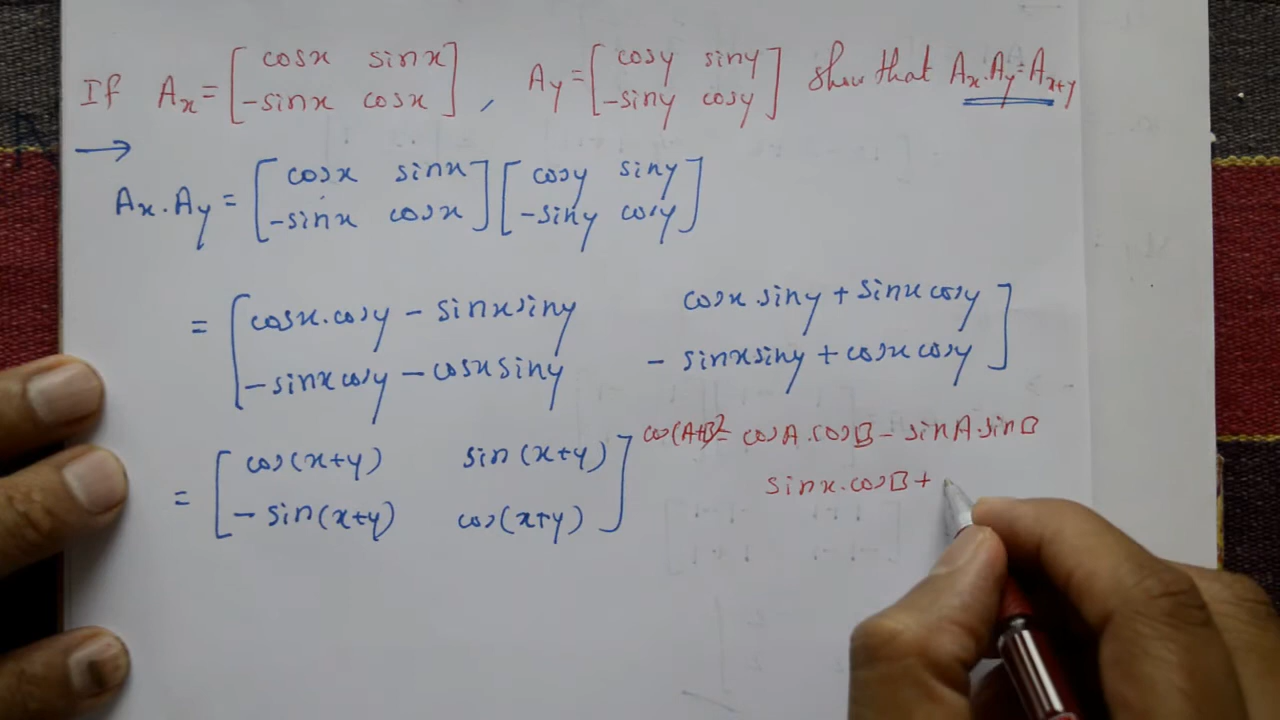 If Ax = [cosx sinx -sinx cosx], Ay = [cosy siny -siny cosy] show that Ax.Ay=Ax+y
→
Ax.Ay = [cosx sinx -sinx cosx] [cosy siny -siny cosy]
= [cosx.cosy - sinxsiny cosx.siny + sinxcosy
-sinxcosy - cosxsiny - sinxsiny + cosxcosy]
cos(A+B)= cosA.cosB - sinA.sinB
= [cos(x+y) sin(x+y)
-sin(x+y) cos(x+y)]
sinx.cosB +